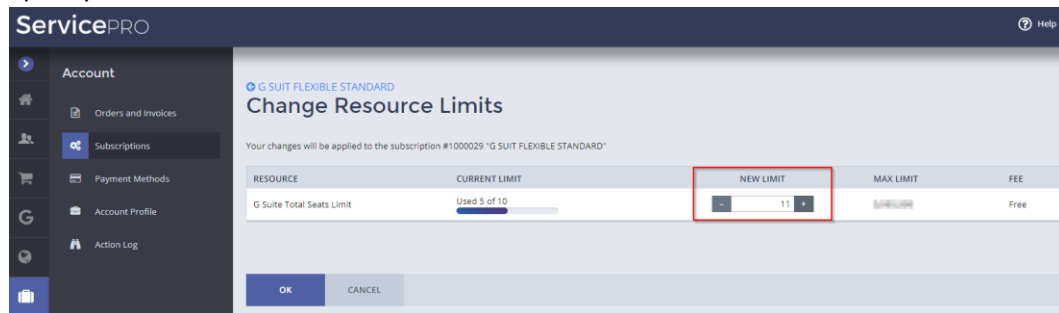 ServicePRO
Help
Account
Orders and Invoices
Subscriptions
Payment Methods
Account Profile
Action Log
G
G SUIT FLEXIBLE STANDARD
Change Resource Limits
Your changes will be applied to the subscription #1000029 "G SUIT FLEXIBLE STANDARD"
RESOURCE CURRENT LIMIT NEW LIMIT MAX LIMIT FEE
G Suite Total Seats Limit Used 5 of 10 - 11 + Free
OK CANCEL